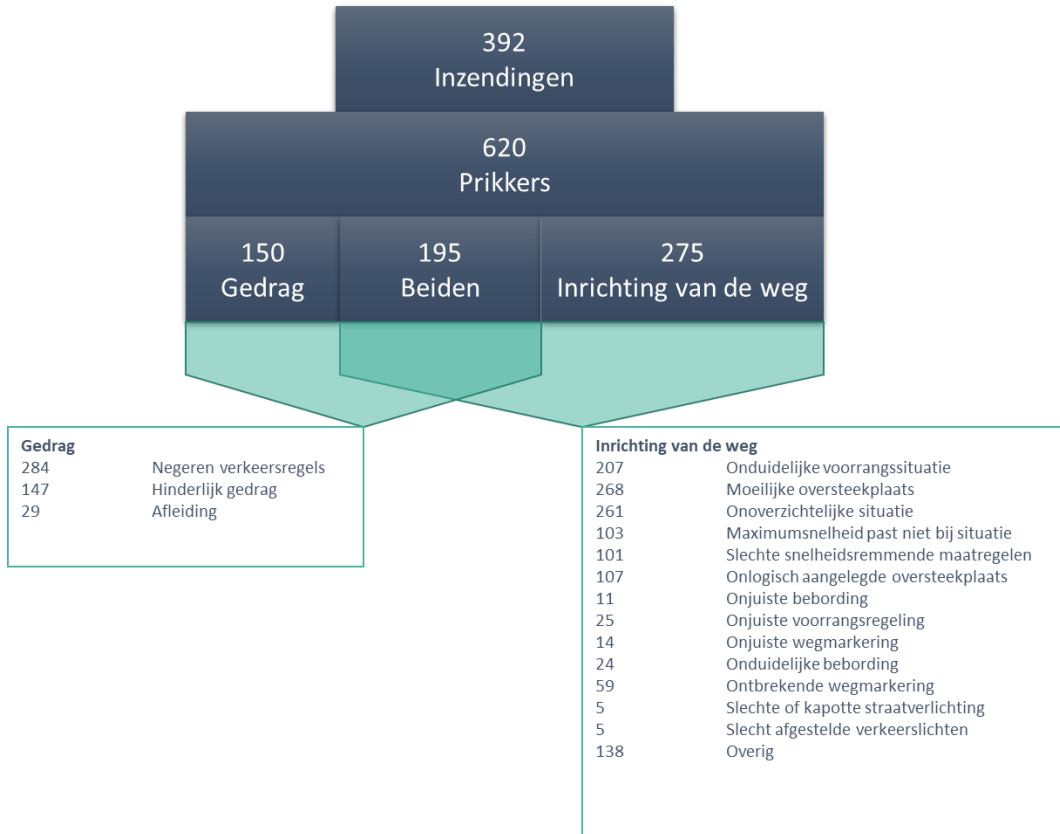 392
Inzendingen
620
Prikkers
150
Gedrag
195
Beiden
275
Inrichting van de weg
Gedrag
284 Negeren verkeersregels
147 Hinderlijk gedrag
29 Afleiding
Inrichting van de weg
207 Onduidelijke voorrangssituatie
268 Moeilijke oversteekplaats
261 Onoverzichtelijke situatie
103 Maximumsnelheid past niet bij situatie
101 Slechte snelheidsremmende maatregelen
107 Onlogisch aangelegde oversteekplaats
11 Onjuiste bebording
25 Onjuiste voorrangsregeling
14 Onjuiste wegmarkering
24 Onduidelijke bebording
59 Ontbrekende wegmarkering
5 Slechte of kapotte straatverlichting
5 Slecht afgestelde verkeerslichten
138 Overig